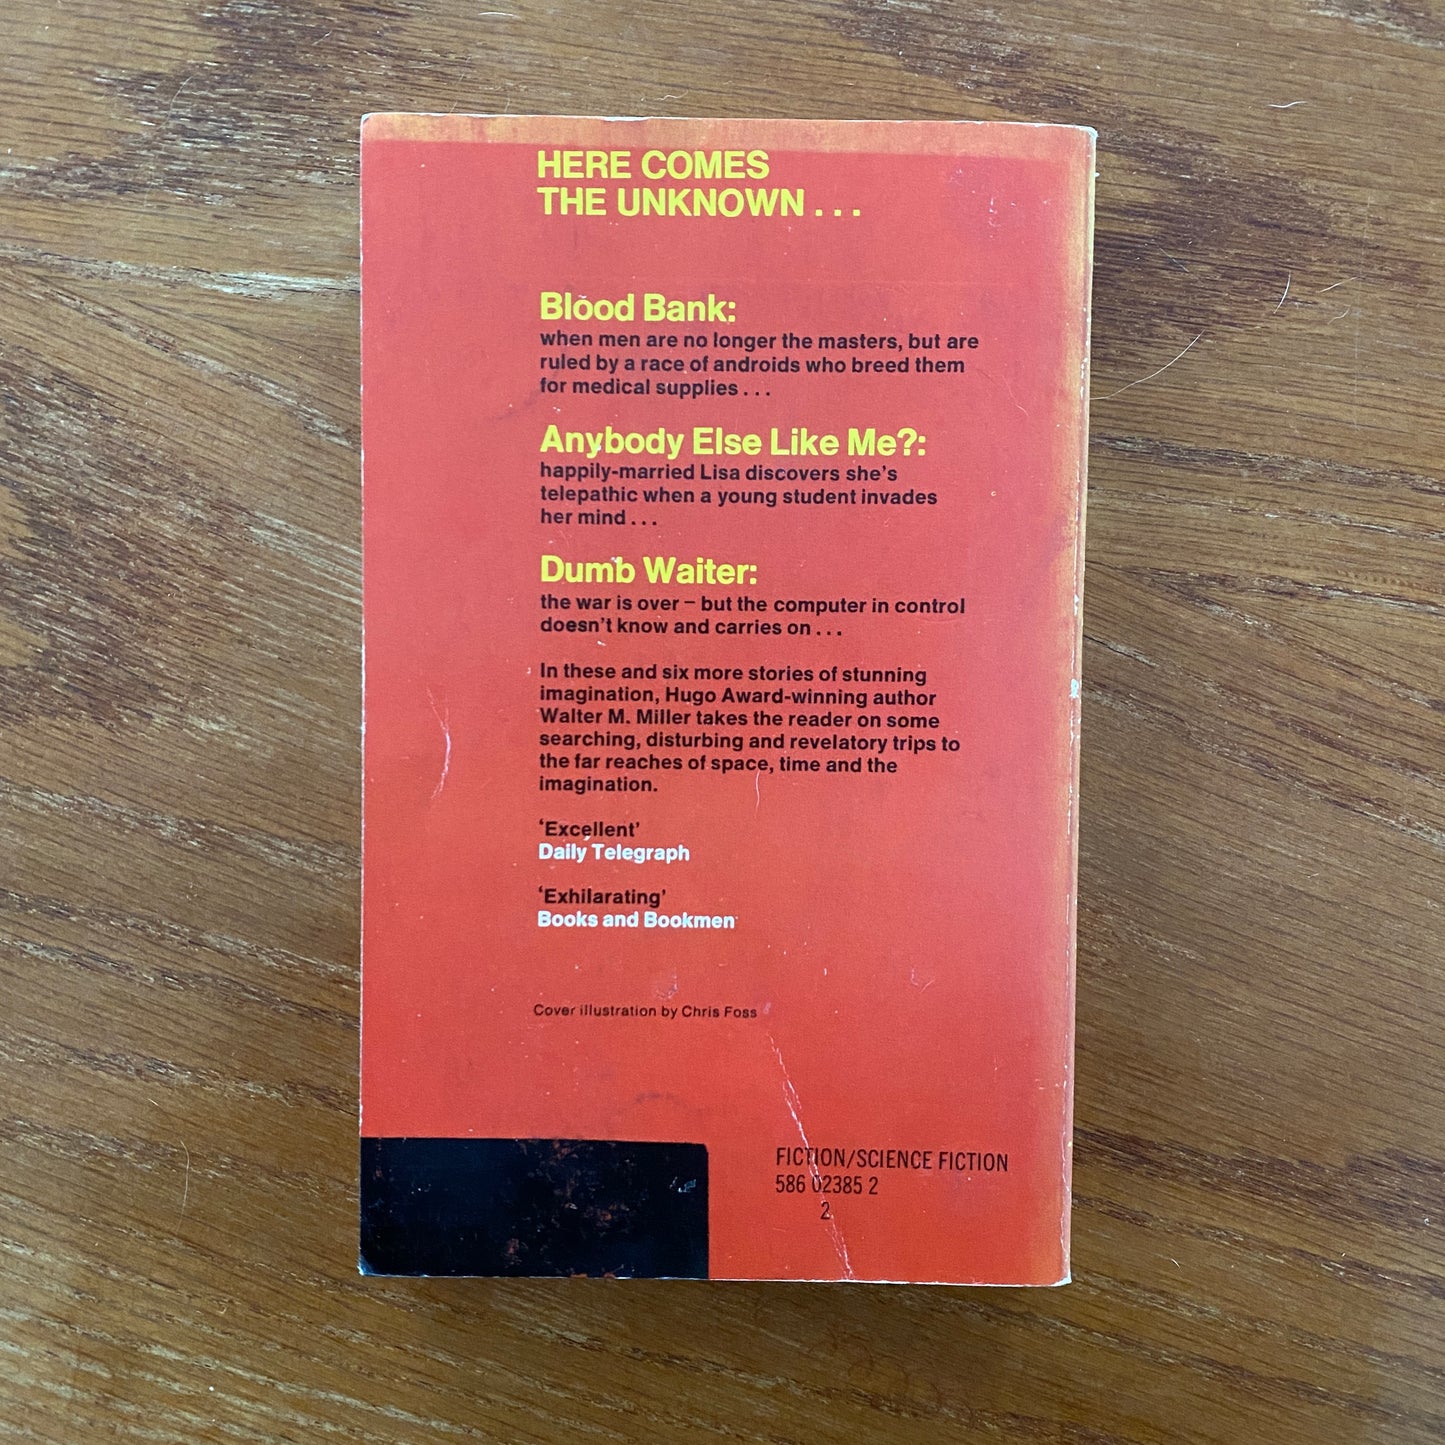 HERE COMES
THE UNKNOWN . . .
Blood Bank:
when men are no longer the masters, but are
ruled by a race of androids who breed them
for medical supplies . . .
Anybody Else Like Me?:
happily-married Lisa discovers she's
telepathic when a young student invades
her mind . . .
Dumb Waiter:
the war is over – but the computer in control
doesn't know and carries on . . .
In these and six more stories of stunning
imagination, Hugo Award-winning author
Walter M. Miller takes the reader on some
searching, disturbing and revelatory trips to
the far reaches of space, time and the
imagination.
‘Excellent’
Daily Telegraph
‘Exhilarating’
Books and Bookmen
Cover illustration by Chris Foss
FICTION/SCIENCE FICTION
586 02385 2
2